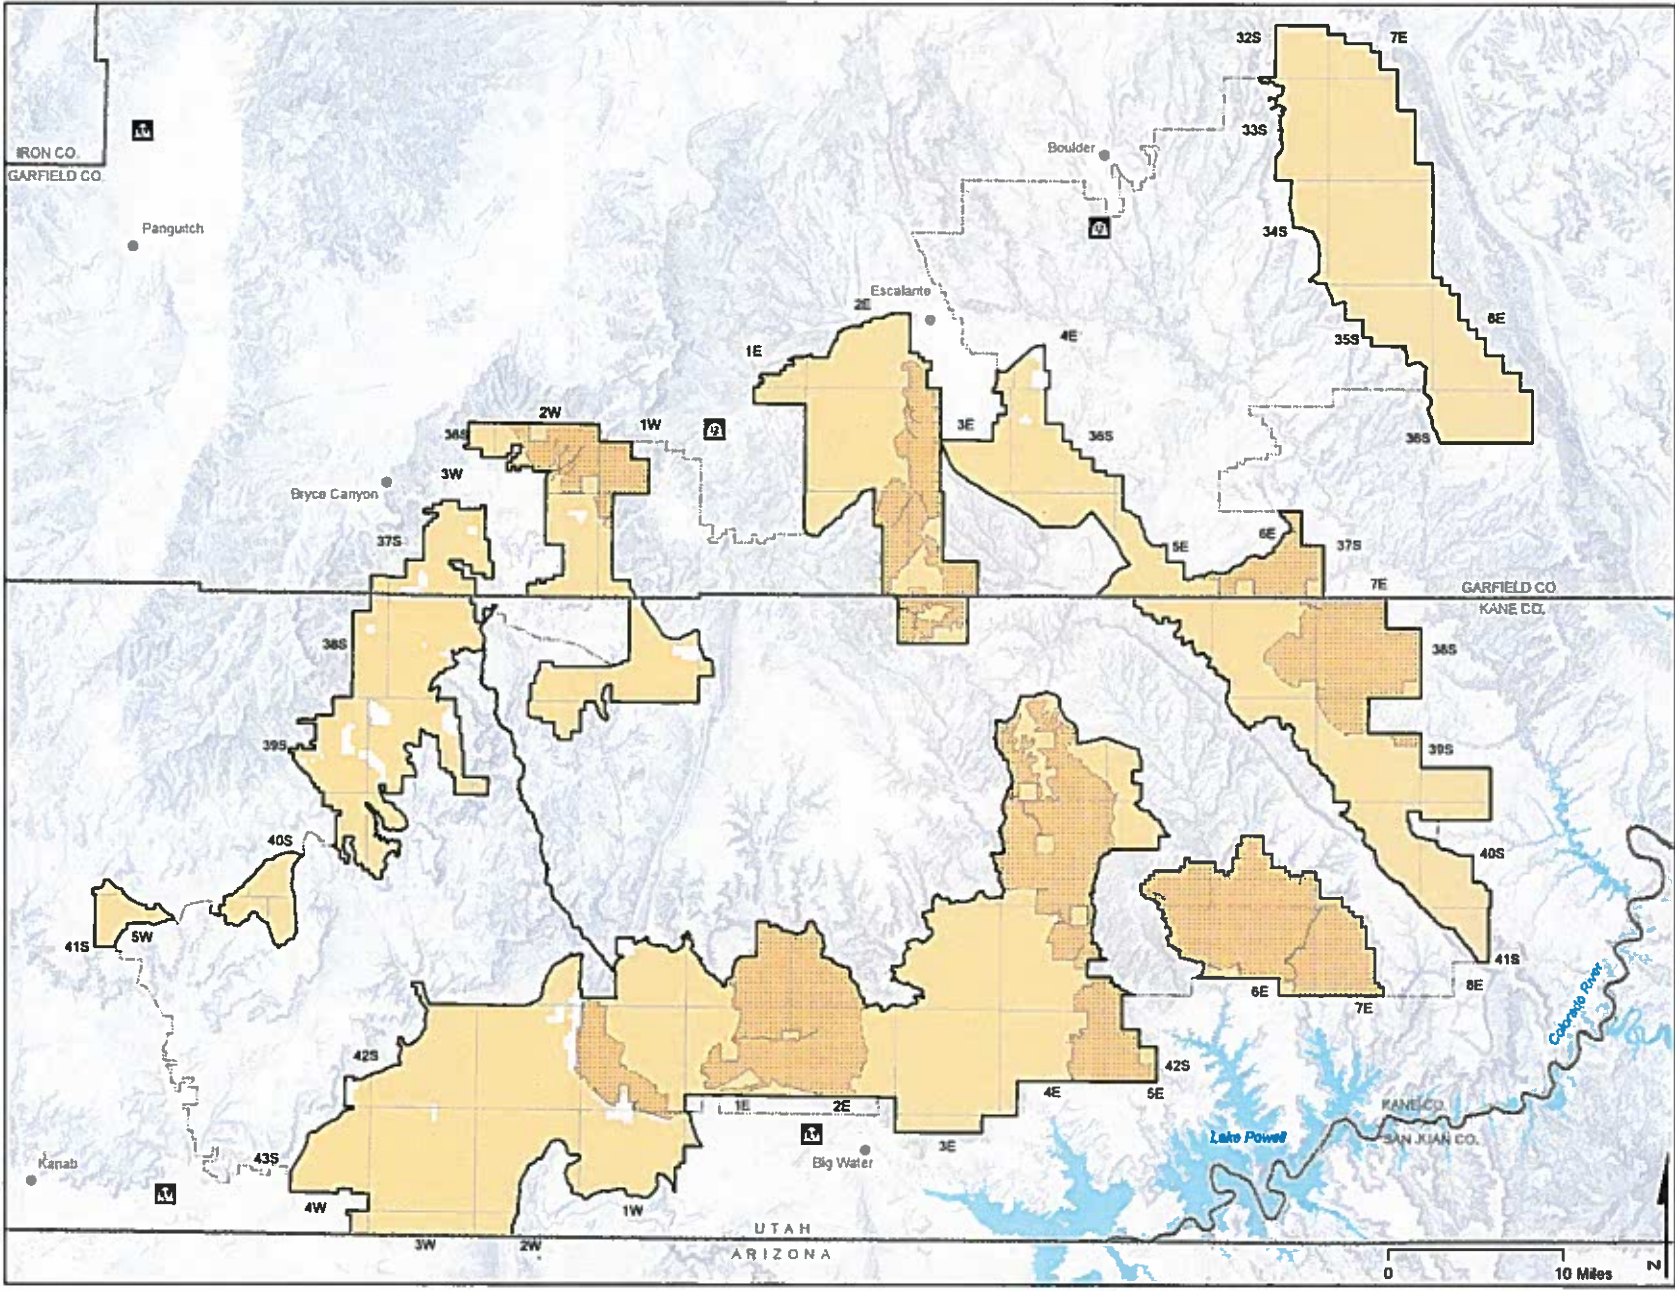 32S
7E
33S
IRON CO.
GARFIELD CO.
Boulder
Panguitch
34S
Escalante
2E
8E
35S
4E
1E
2W
1W
3E
36S
36S
36S
3W
Bryce Canyon
37S
6E
5E
37S
7E
GARFIELD CO.
KANE CO.
38S
38S
39S
39S
40S
40S
5W
41S
41S
8E
6E
7E
Colorado River
42S
42S
4E
5E
1E
2E
KANE CO.
SAN JUAN CO.
Lake Powell
3E
Big Water
43S
Kanab
4W
1W
UTAH
ARIZONA
3W
2W
0
10 Miles
N